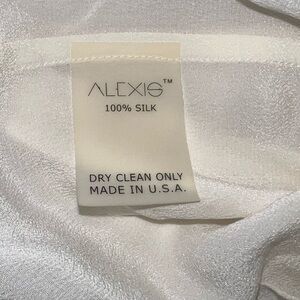 ALEXIS™
100% SILK
DRY CLEAN ONLY
MADE IN U.S.A.